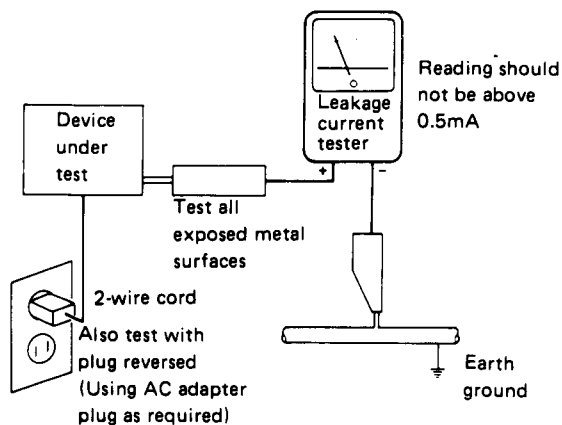 Device
under
test
Leakage
current
tester
+ -
Reading should
not be above
0.5mA
Test all
exposed metal
surfaces
2-wire cord
Also test with
plug reversed
(Using AC adapter
plug as required)
Earth
ground